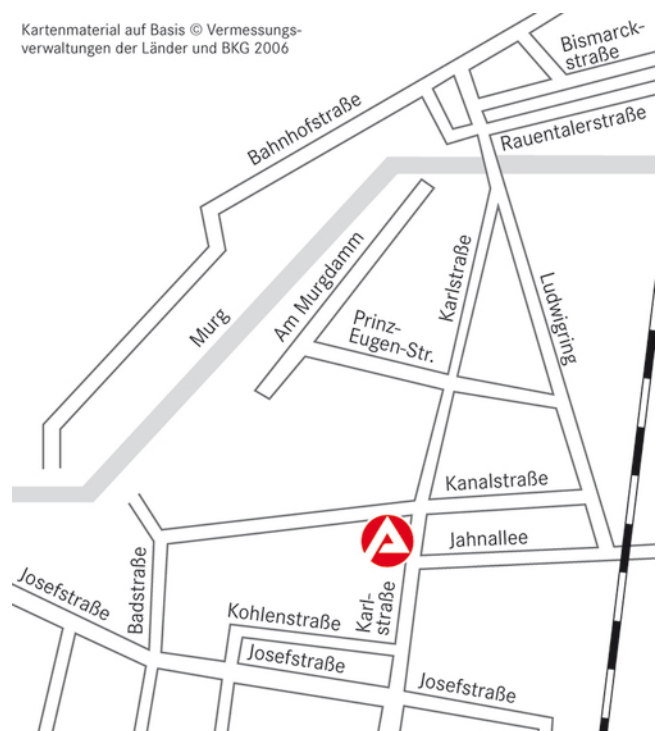 Kartenmaterial auf Basis © Vermessungs-
verwaltungen der Länder und BKG 2006
Bismarck-
straße
Bahnhofstraße
Rauentalerstraße
Karlstraße
Am Murgdamm
Ludwigring
Murg
Prinz-
Eugen-Str.
Kanalstraße
Jahnallee
Josefstraße
Badstraße
Karl-
straße
Kohlenstraße
Josefstraße
Josefstraße